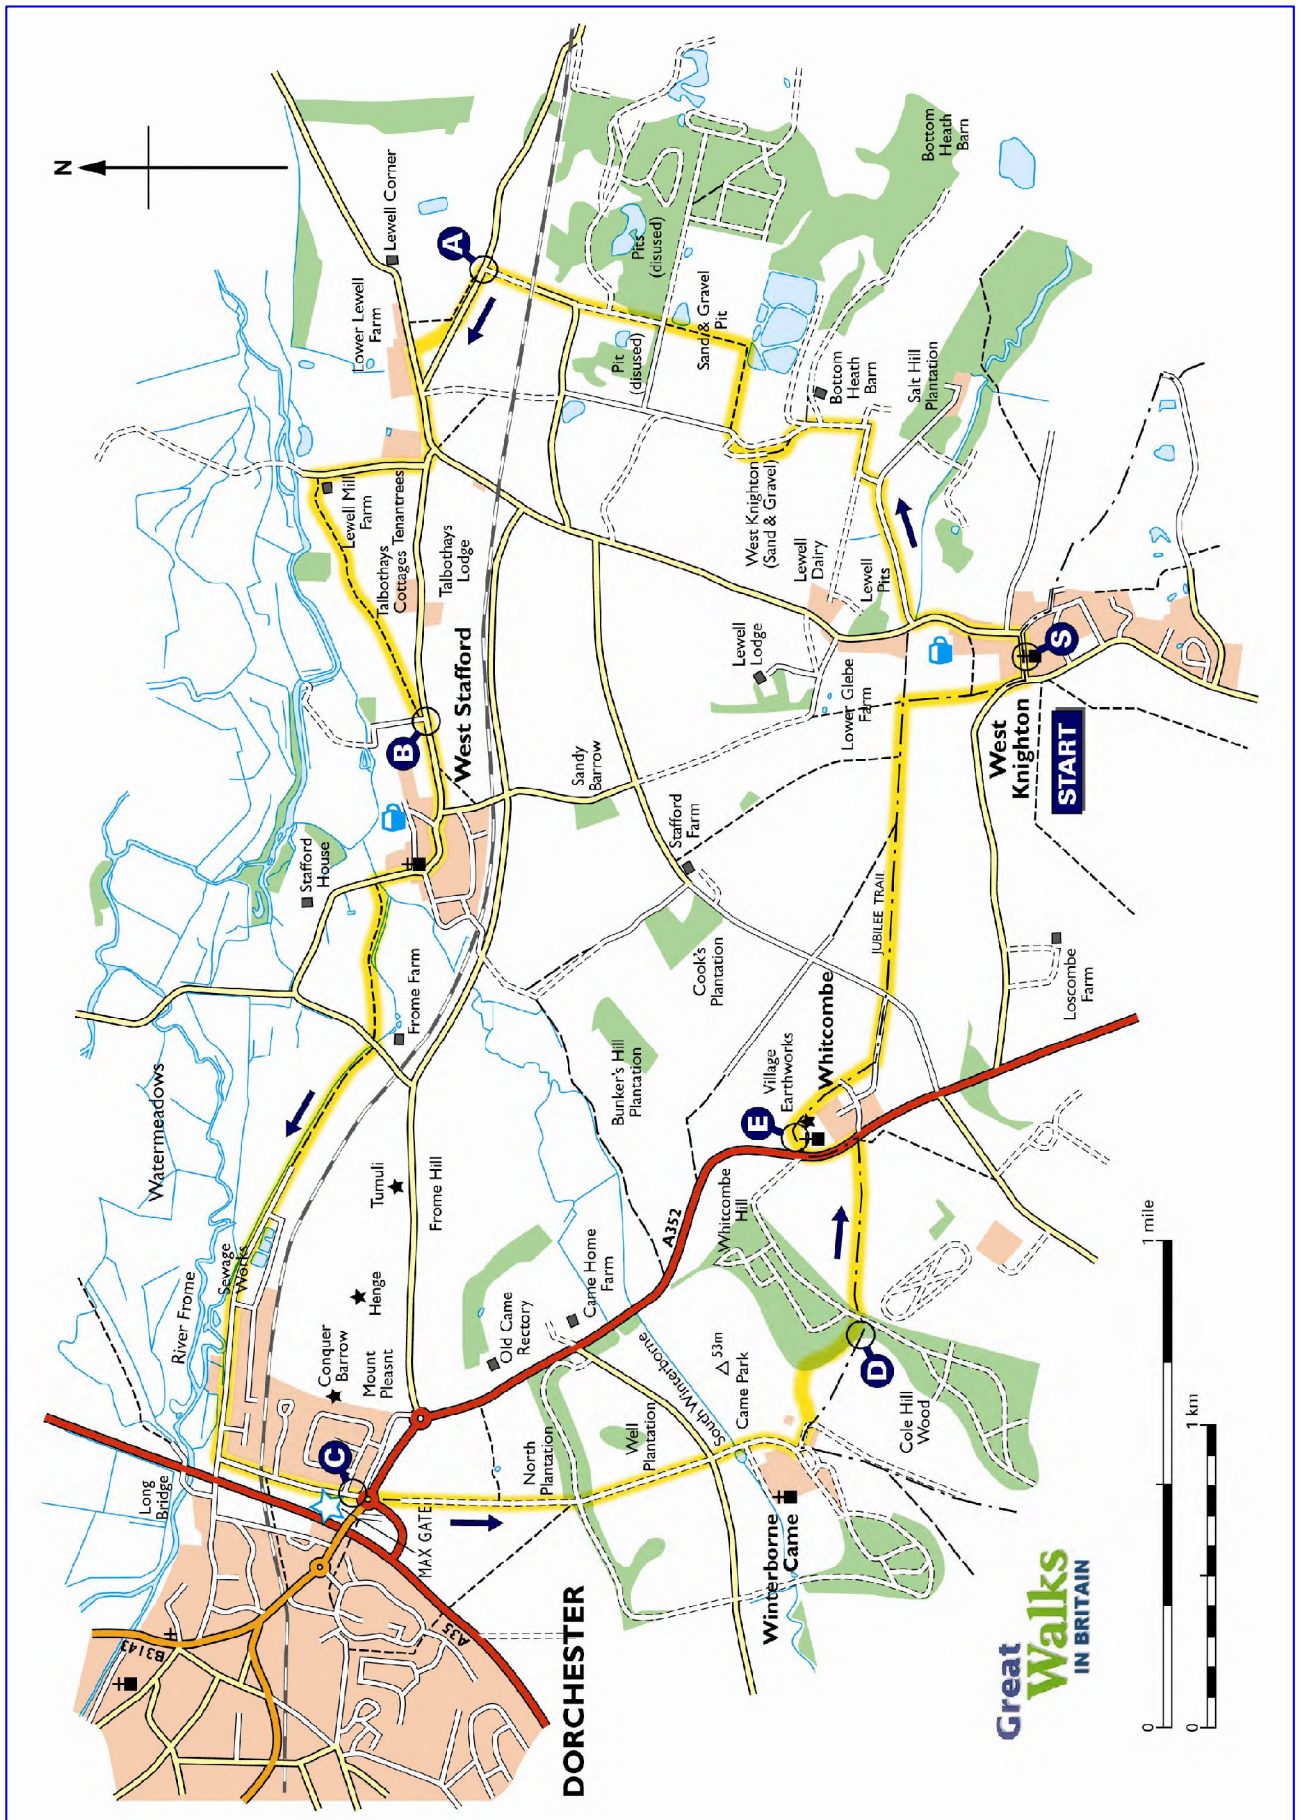 N
Lewell Corner
A
Lower Lewell
Farm
Pits
(disused)
Pit
(disused)
Sand & Gravel
Pit
Bottom
Heath
Barn
Bottom
Heath
Barn
Salt Hill
Plantation
West Knighton
(Sand & Gravel)
Lewell
Dairy
Lewell
Pits
Lewell Mill
Farm
Tenantrees
Talbothays
Cottages
Talbothays
Lodge
B
West Stafford
Stafford
House
Sandy
Barrow
Lewell
Lodge
Lower Glebe
Farm
S
West
Knighton
START
Stafford
Farm
Cook's
Plantation
JUBILEE TRAIL
Loscombe
Farm
Frome Farm
Watermeadows
Bunker's Hill
Plantation
Village
Earthworks
Whitcombe
E
Tumuli
Frome Hill
A352
Whitcombe
Hill
River Frome
Sewage
Works
Henge
Conquer
Barrow
Mount
Pleasnt
Old Came
Rectory
Came Home
Farm
South Winterborne
53m
Came Park
D
Cole Hill
Wood
Long
Bridge
C
MAX GATE
North
Plantation
Well
Plantation
Winterborne
Came
B3143
A35
DORCHESTER
Great
Walks
IN BRITAIN
0
1 mile
0
1km